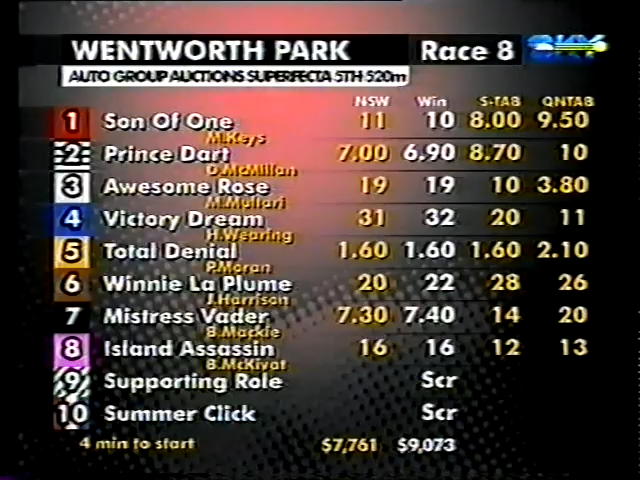 WENTWORTH PARK Race 8
AUTO GROUP AUCTIONS SUPERFECTA 5TH 520m
NSW Win S-TAB QNTAB
1 Son Of One 11 10 8.00 9.50
M.Keys
2 Prince Dart 7.00 6.90 8.70 10
D.McMillan
3 Awesome Rose 19 19 10 3.80
M.Multari
4 Victory Dream 31 32 20 11
H.Wearing
5 Total Denial 1.60 1.60 1.60 2.10
P.Moran
6 Winnie La Plume 20 22 28 26
J.Harrison
7 Mistress Vader 7.30 7.40 14 20
B.Mackie
8 Island Assassin 16 16 12 13
B.McKivat
9 Supporting Role Scr
10 Summer Click Scr
4 min to start $7,761 $9,073